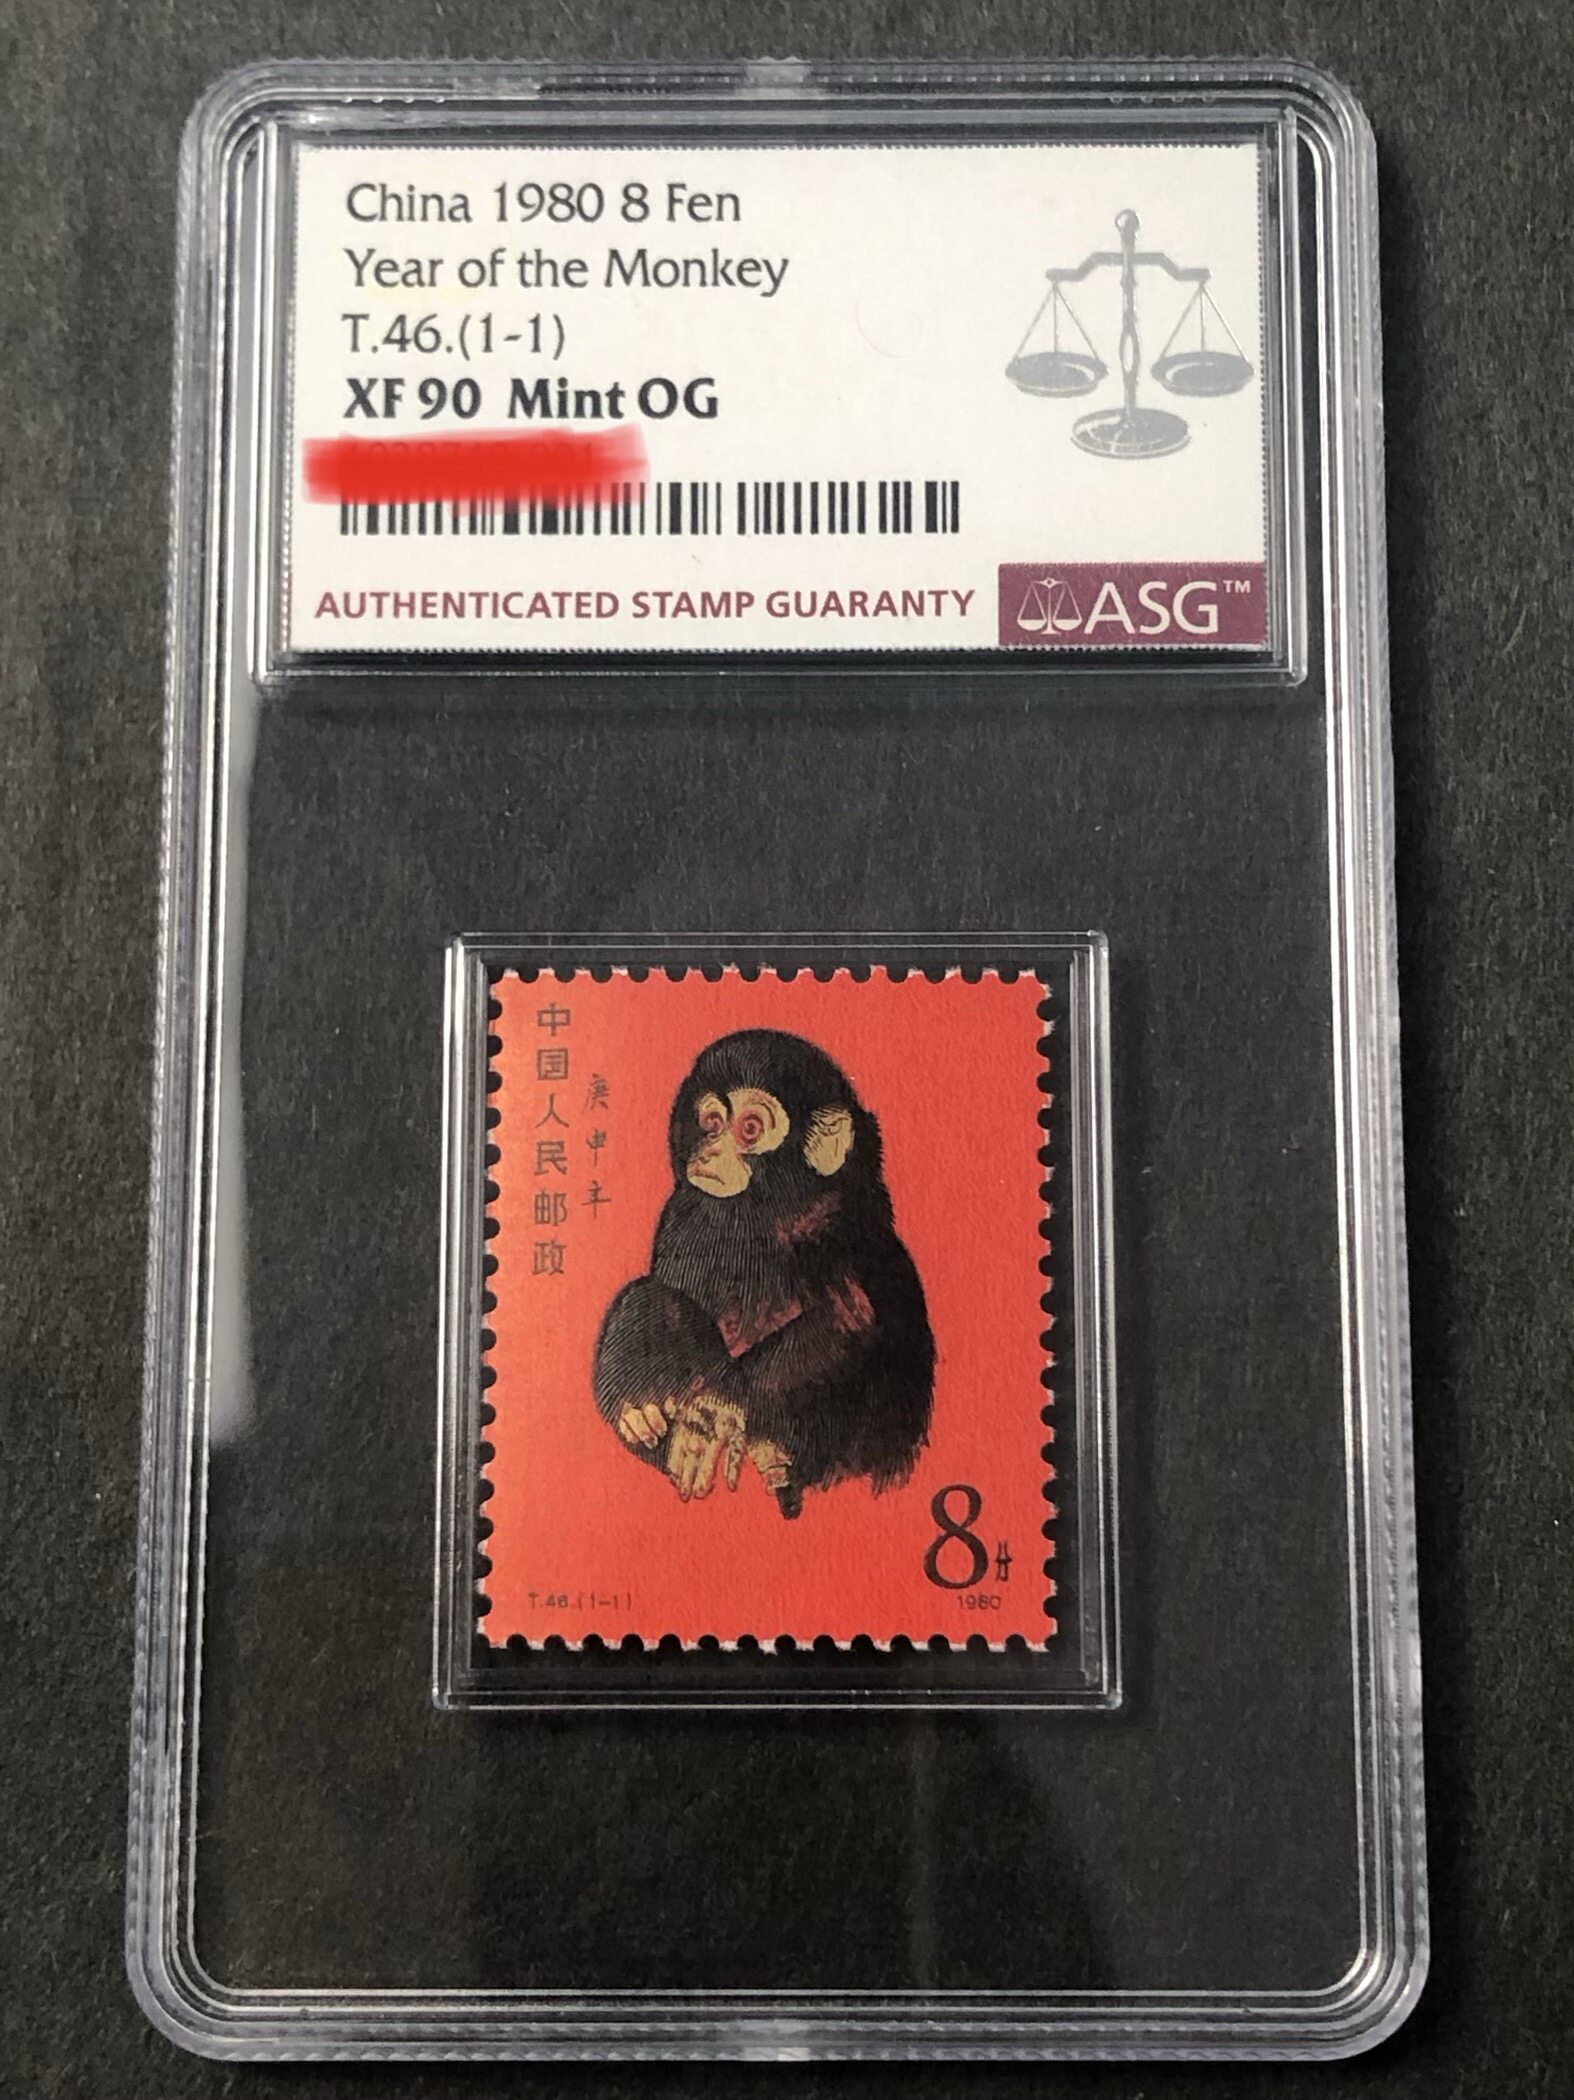 China 1980 8 Fen
Year of the Monkey
T.46.(1-1)
XF 90 Mint OG
AUTHENTICATED STAMP GUARANTY
ASG™
中国人民邮政
庚申年
8分
T.46.(1-1)
1980